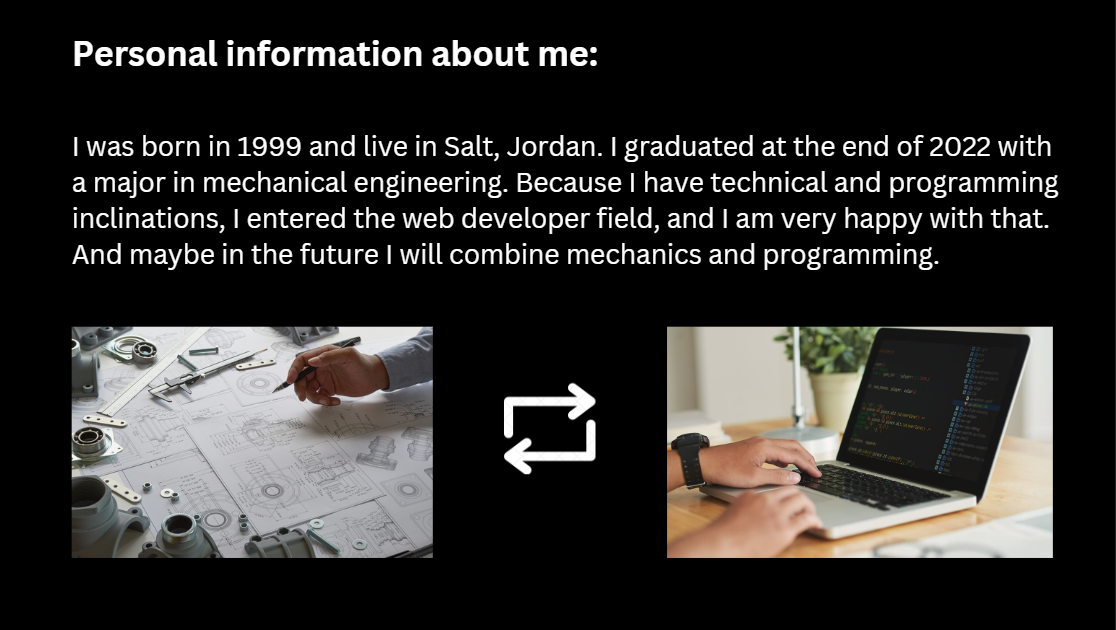 Personal information about me:
I was born in 1999 and live in Salt, Jordan. I graduated at the end of 2022 with
a major in mechanical engineering. Because I have technical and programming
inclinations, I entered the web developer field, and I am very happy with that.
And maybe in the future I will combine mechanics and programming.